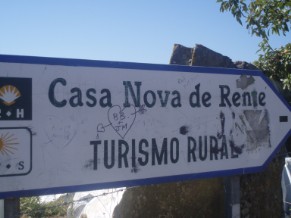 Casa Nova de Rente
TURISMO RURAL
R·H
·S